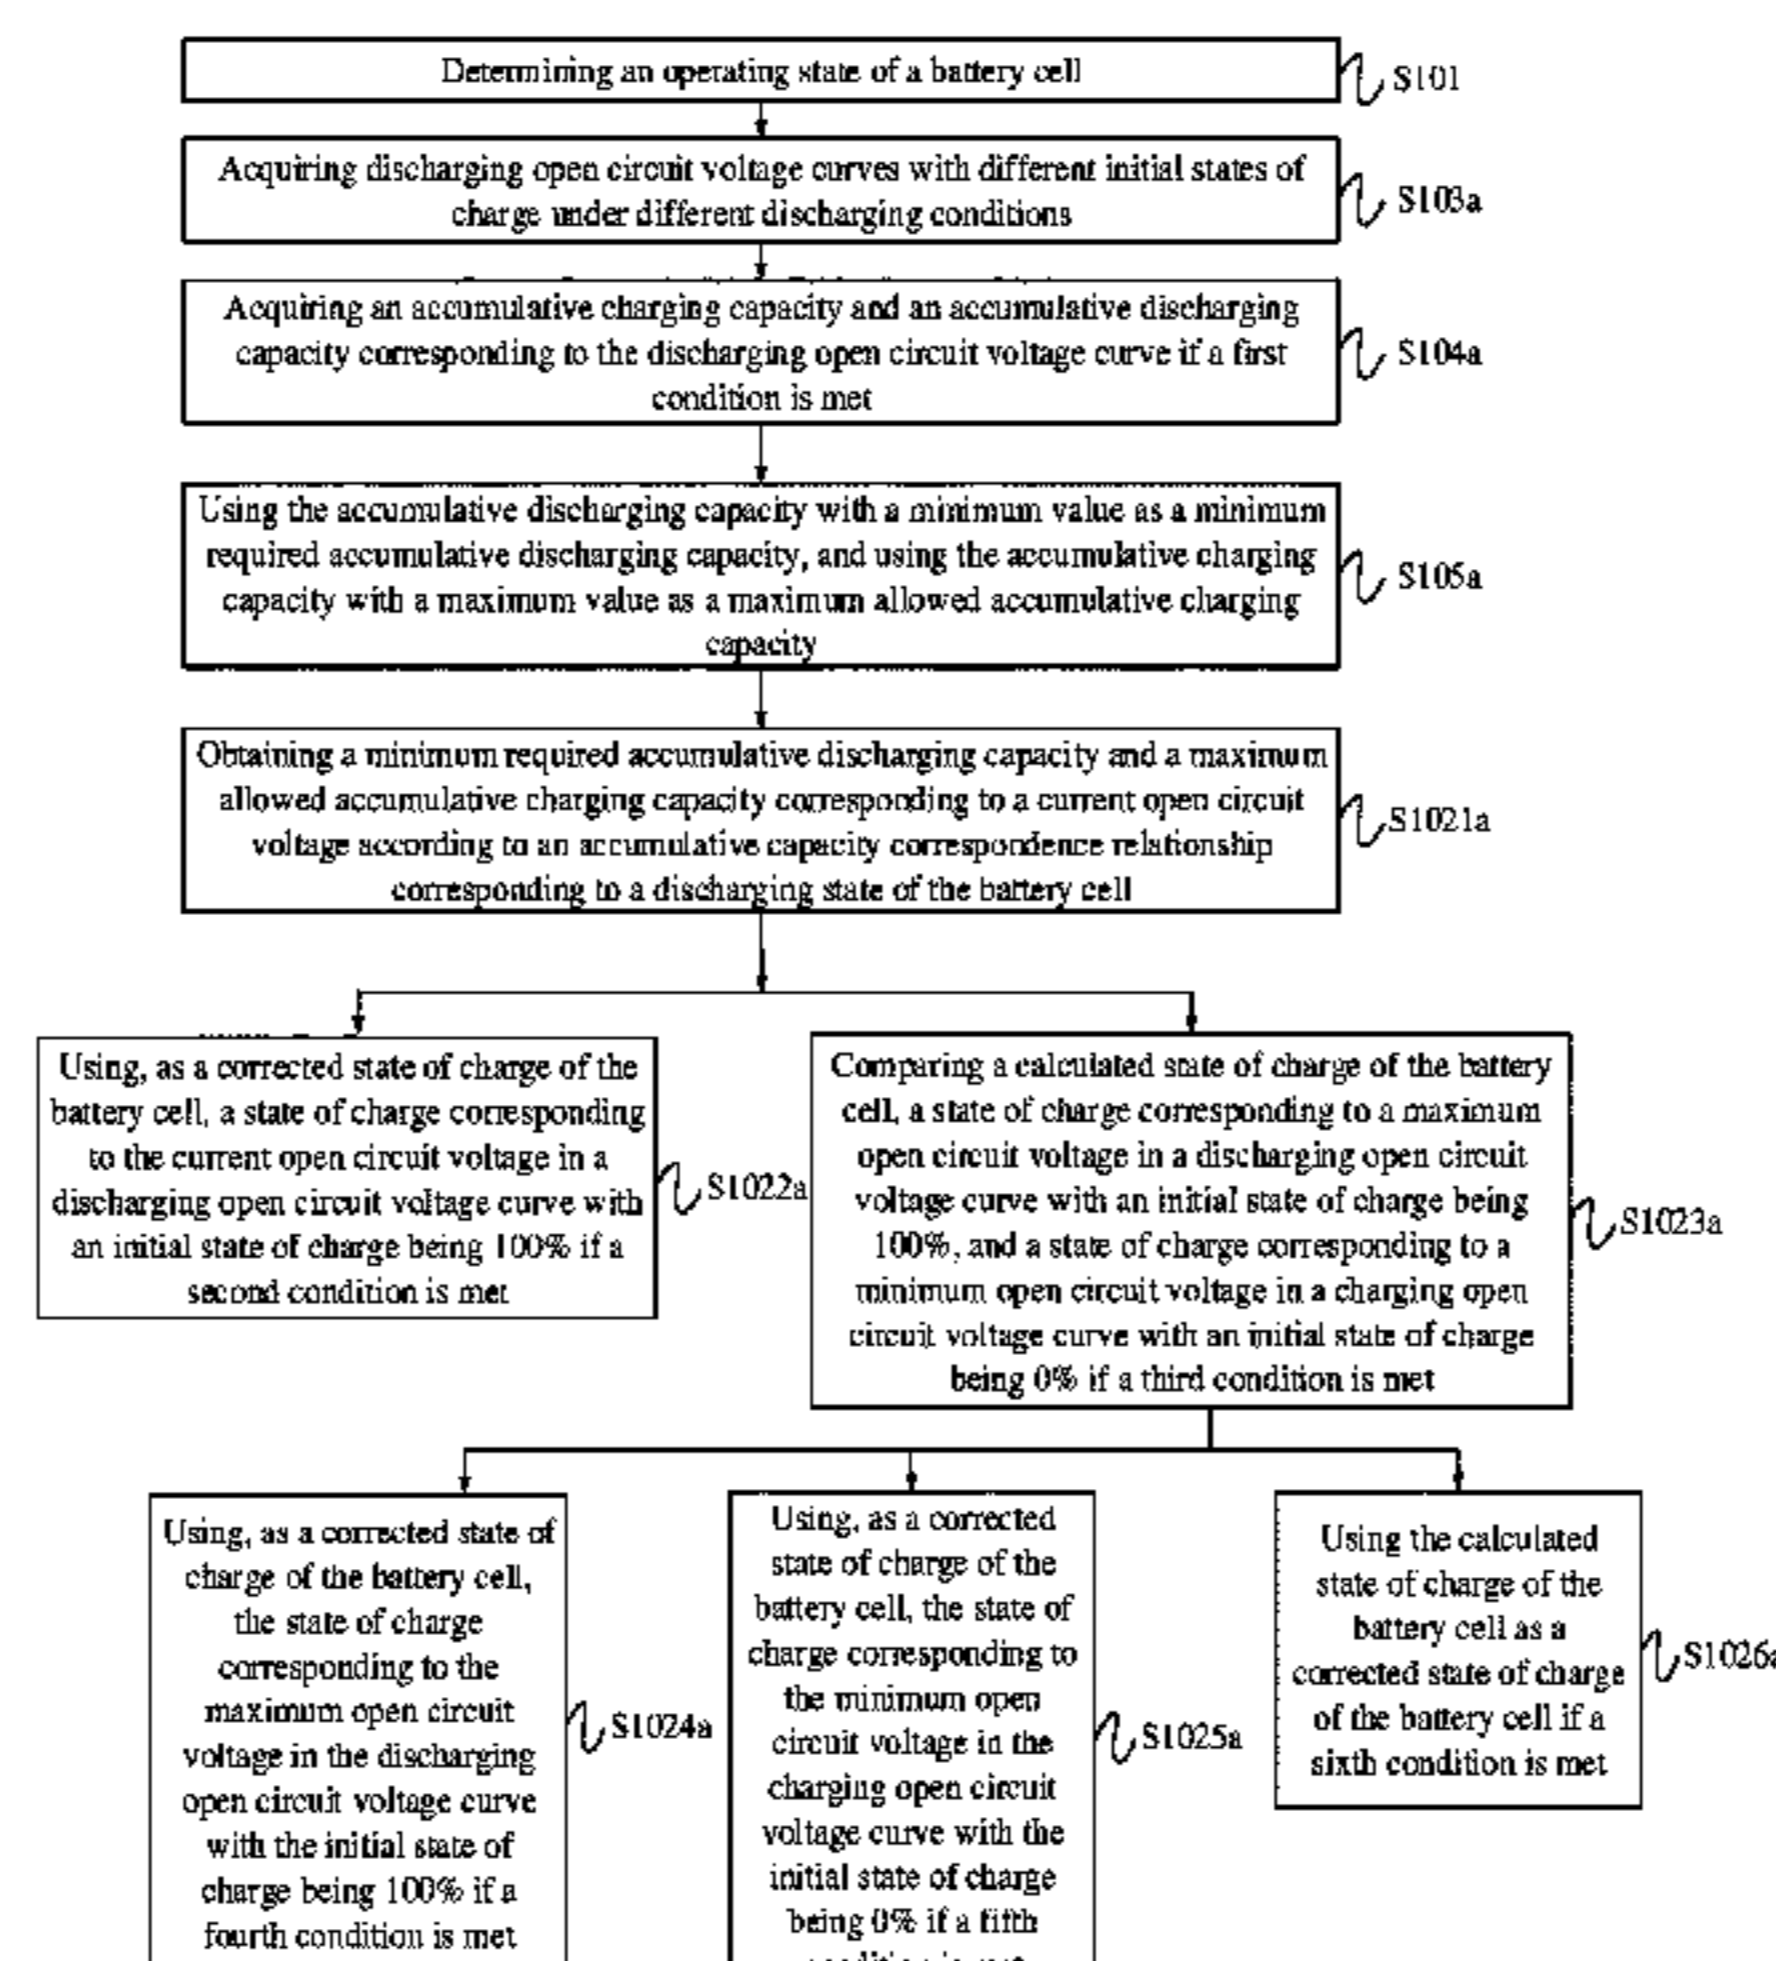 Determining an operating state of a battery cell
S101
Acquiring discharging open circuit voltage curves with different initial states of
charge under different discharging conditions
S103a
Acquiring an accumulative charging capacity and an accumulative discharging
capacity corresponding to the discharging open circuit voltage curve if a first
condition is met
S104a
Using the accumulative discharging capacity with a minimum value as a minimum
required accumulative discharging capacity, and using the accumulative charging
capacity with a maximum value as a maximum allowed accumulative charging
capacity
S105a
Obtaining a minimum required accumulative discharging capacity and a maximum
allowed accumulative charging capacity corresponding to a current open circuit
voltage according to an accumulative capacity correspondence relationship
corresponding to a discharging state of the battery cell
S1021a
Using, as a corrected state of charge of the
battery cell, a state of charge corresponding
to the current open circuit voltage in a
discharging open circuit voltage curve with
an initial state of charge being 100% if a
second condition is met
S1022a
Comparing a calculated state of charge of the battery
cell, a state of charge corresponding to a maximum
open circuit voltage in a discharging open circuit
voltage curve with an initial state of charge being
100%, and a state of charge corresponding to a
minimum open circuit voltage in a charging open
circuit voltage curve with an initial state of charge
being 0% if a third condition is met
S1023a
Using, as a corrected state of
charge of the battery cell,
the state of charge
corresponding to the
maximum open circuit
voltage in the discharging
open circuit voltage curve
with the initial state of
charge being 100% if a
fourth condition is met
S1024a
Using, as a corrected
state of charge of the
battery cell, the state of
charge corresponding to
the minimum open
circuit voltage in the
charging open circuit
voltage curve with the
initial state of charge
being 0% if a fifth
S1025a
Using the calculated
state of charge of the
battery cell as a
corrected state of charge
of the battery cell if a
sixth condition is met
S1026a